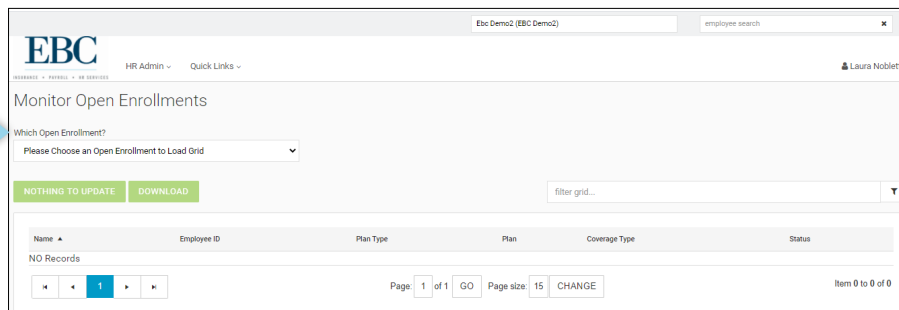 Ebc Demo2 (EBC Demo2)
employee search
EBC
INSURANCE + PAYROLL + HR SERVICES
HR Admin
Quick Links
Laura Noblett
Monitor Open Enrollments
Which Open Enrollment?
Please Choose an Open Enrollment to Load Grid
NOTHING TO UPDATE
DOWNLOAD
filter grid...
Name Employee ID Plan Type Plan Coverage Type Status
NO Records
1 Page: 1 of 1 GO Page size: 15 CHANGE Item 0 to 0 of 0